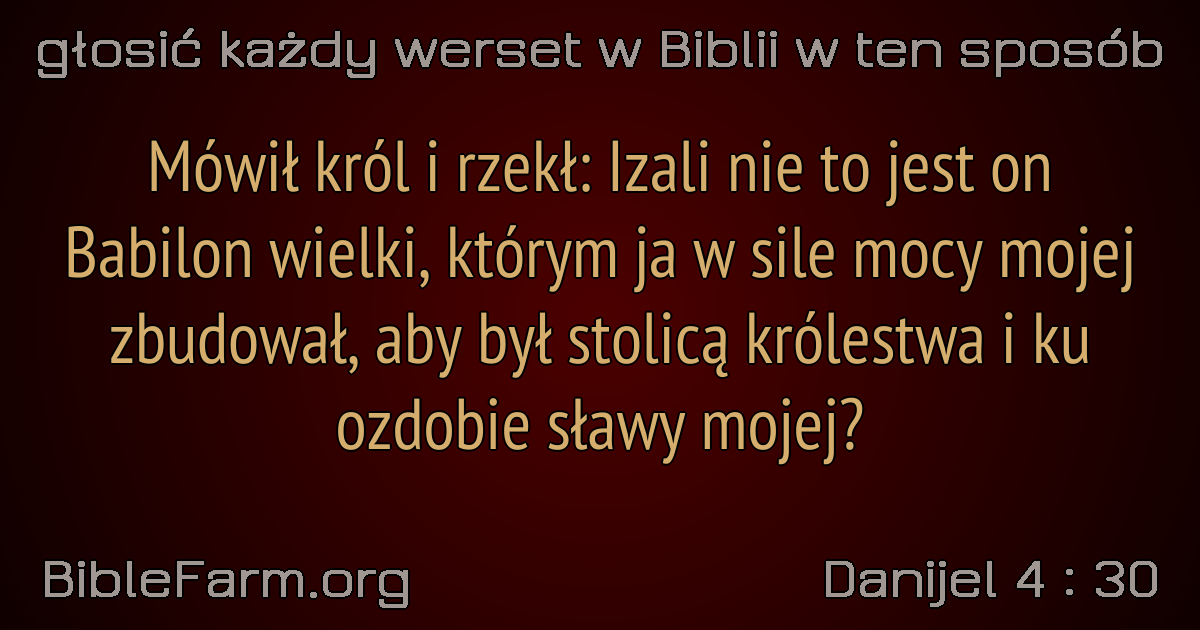 głosić każdy werset w Biblii w ten sposób
Mówił król i rzekł: Izali nie to jest on
Babilon wielki, którym ja w sile mocy mojej
zbudował, aby był stolicą królestwa i ku
ozdobie sławy mojej?
BibleFarm.org
Danijel 4 : 30